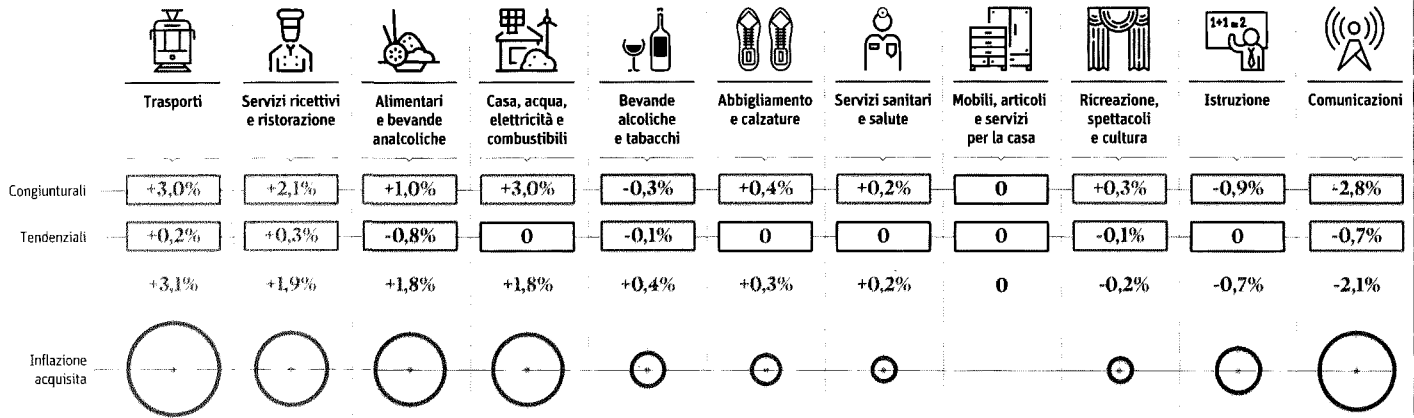 1+1=2
Trasporti
Servizi ricettivi
e ristorazione
Alimentari
e bevande
analcoliche
Casa, acqua,
elettricità e
combustibili
Bevande
alcoliche
e tabacchi
Abbigliamento
e calzature
Servizi sanitari
e salute
Mobili, articoli
e servizi
per la casa
Ricreazione,
spettacoli
e cultura
Istruzione
Comunicazioni
Congiunturali +3,0% +2,1% +1,0% +3,0% -0,3% +0,4% +0,2% 0 +0,3% -0,9% -2,8%
Tendenziali +0,2% +0,3% -0,8% 0 -0,1% 0 0 0 -0,1% 0 -0,7%
+3,1% +1,9% +1,8% +1,8% +0,4% +0,3% +0,2% 0 -0,2% -0,7% -2,1%
Inflazione
acquisita